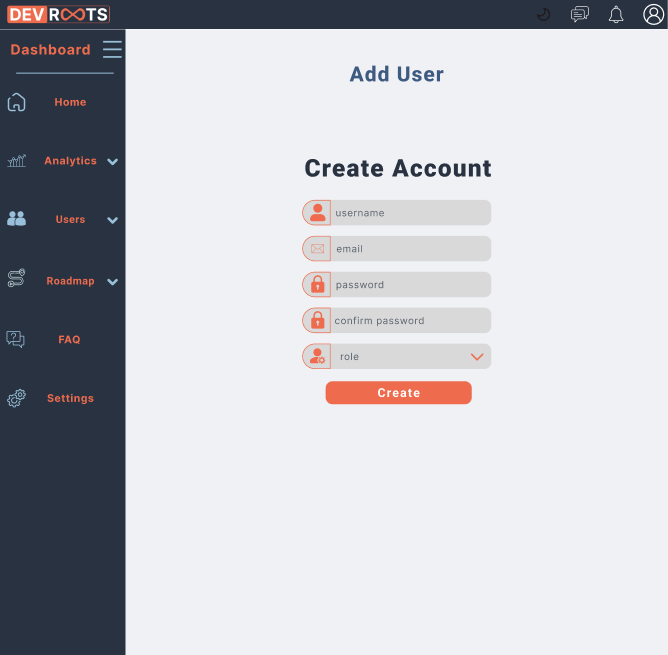 DEVROOTS
Dashboard
Home
Analytics
Users
Roadmap
FAQ
Settings
Add User
Create Account
username
email
password
confirm password
role
Create